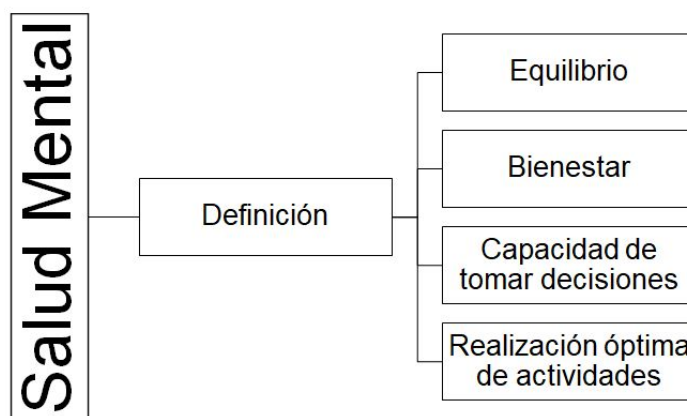 Salud Mental
Definición
Equilibrio
Bienestar
Capacidad de
tomar decisiones
Realización óptima
de actividades